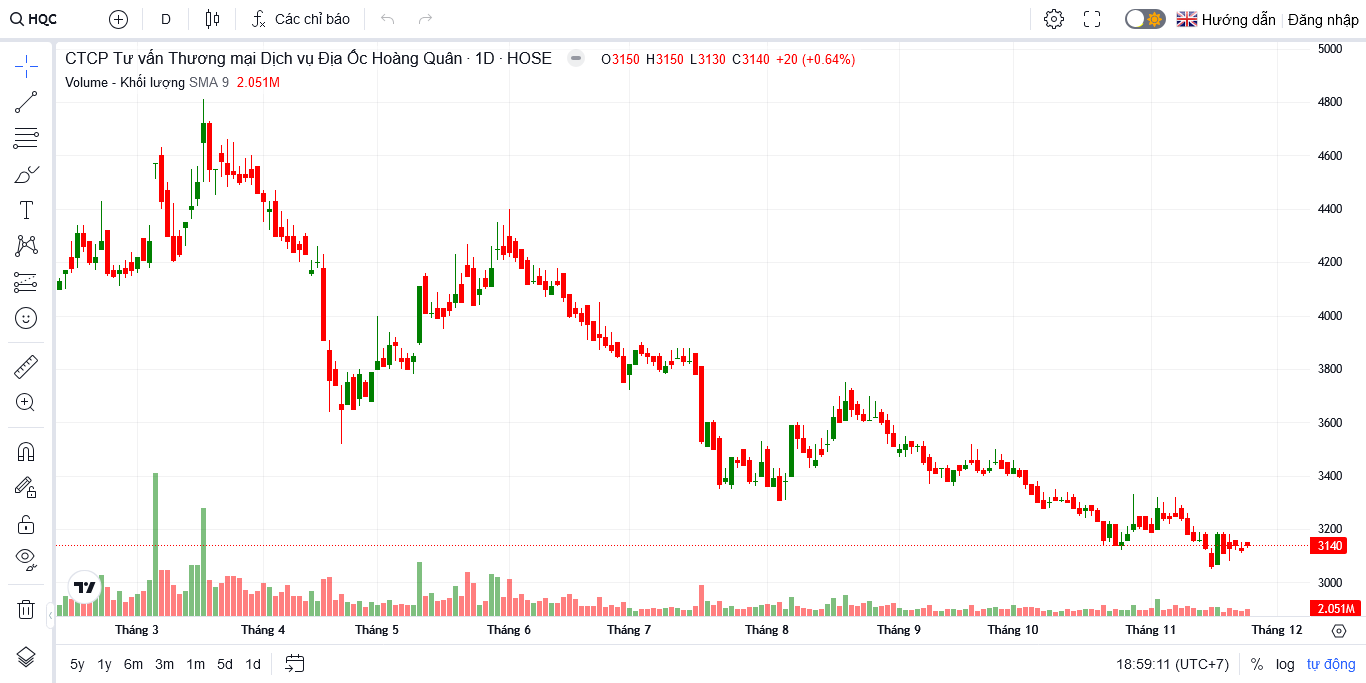 HQC D Các chỉ báo Hướng dẫn Đăng nhập
CTCP Tư vấn Thương mại Dịch vụ Địa Ốc Hoàng Quân · 1D · HOSE O3150 H3150 L3130 C3140 +20 (+0.64%)
Volume - Khối lượng SMA 9 2.051M
5000
4800
4600
4400
4200
4000
3800
3600
3400
3200
3140
3000
2.051M
Tháng 3 Tháng 4 Tháng 5 Tháng 6 Tháng 7 Tháng 8 Tháng 9 Tháng 10 Tháng 11 Tháng 12
5y 1y 6m 3m 1m 5d 1d 18:59:11 (UTC+7) % log tự động